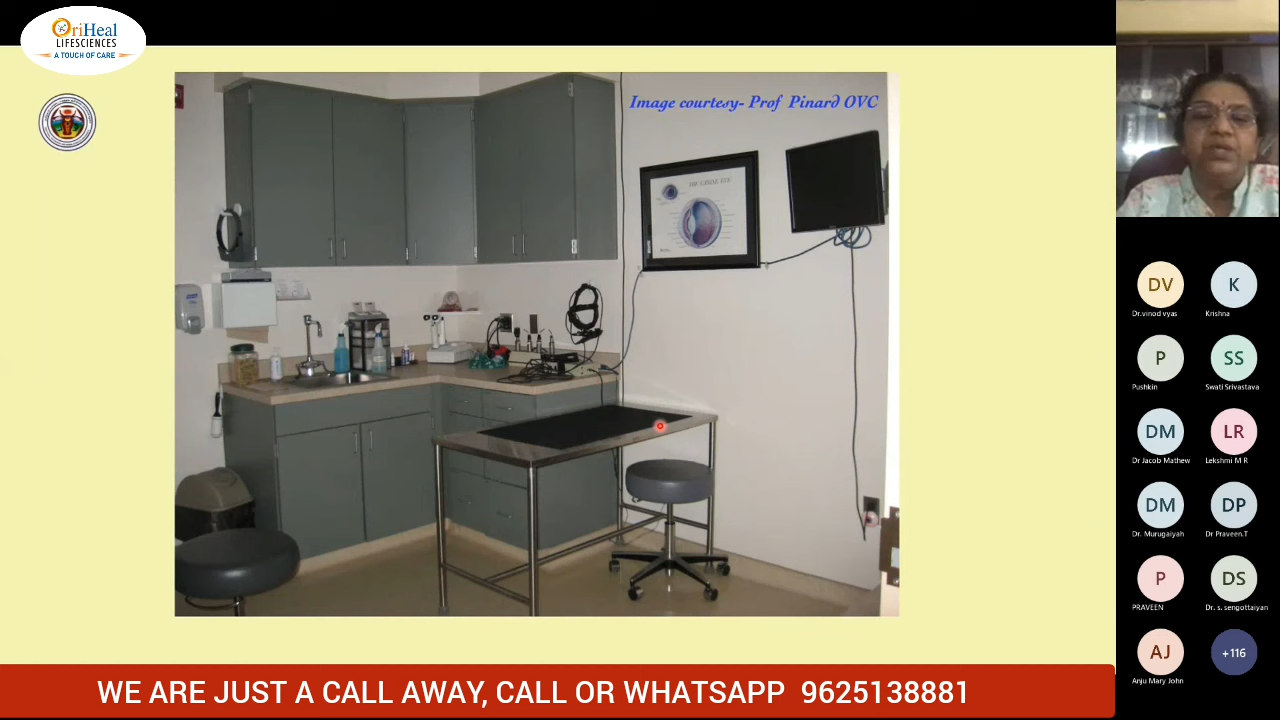 OriHeal
LIFESCIENCES
A TOUCH OF CARE
Image courtesy- Prof Pinard OVC
THE CANINE EYE
DV
K
Dr.vinod vyas
Krishna
P
SS
Pushkin
Swati Srivastava
DM
LR
Dr Jacob Mathew
Lekshmi M R
DM
DP
Dr. Murugaiyah
Dr Praveen.T
P
DS
PRAVEEN
Dr. s. sengottaiyan
AJ
+116
Anju Mary John
WE ARE JUST A CALL AWAY, CALL OR WHATSAPP 9625138881